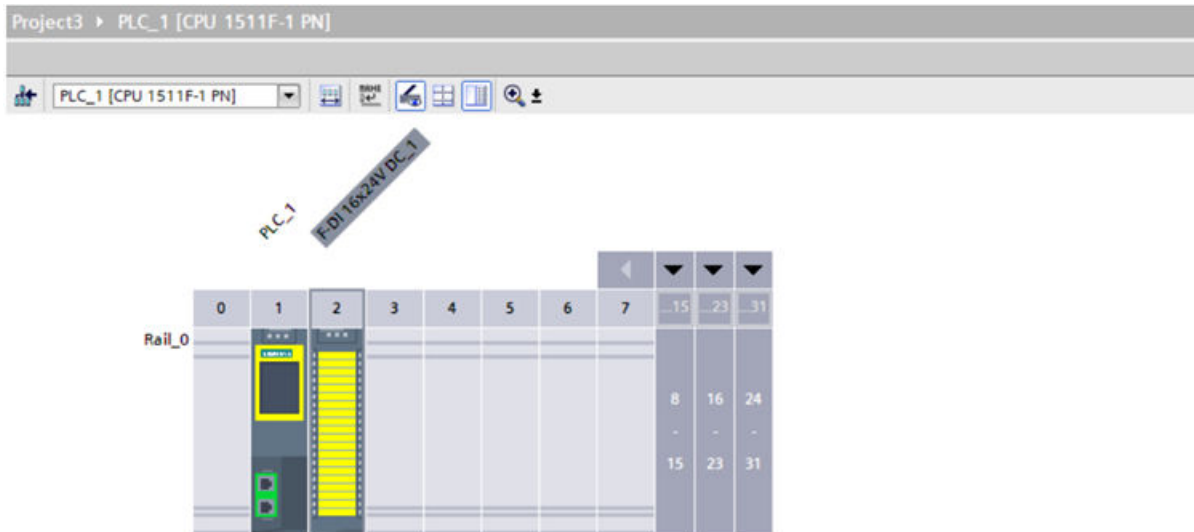 Project3 ▸ PLC_1 [CPU 1511F-1 PN]
PLC_1 [CPU 1511F-1 PN]
PLC_1
F-DI 16x24V DC_1
0 1 2 3 4 5 6 7 ...15 ...23 ...31
Rail_0
SIEMENS
8 16 24
- - -
15 23 31